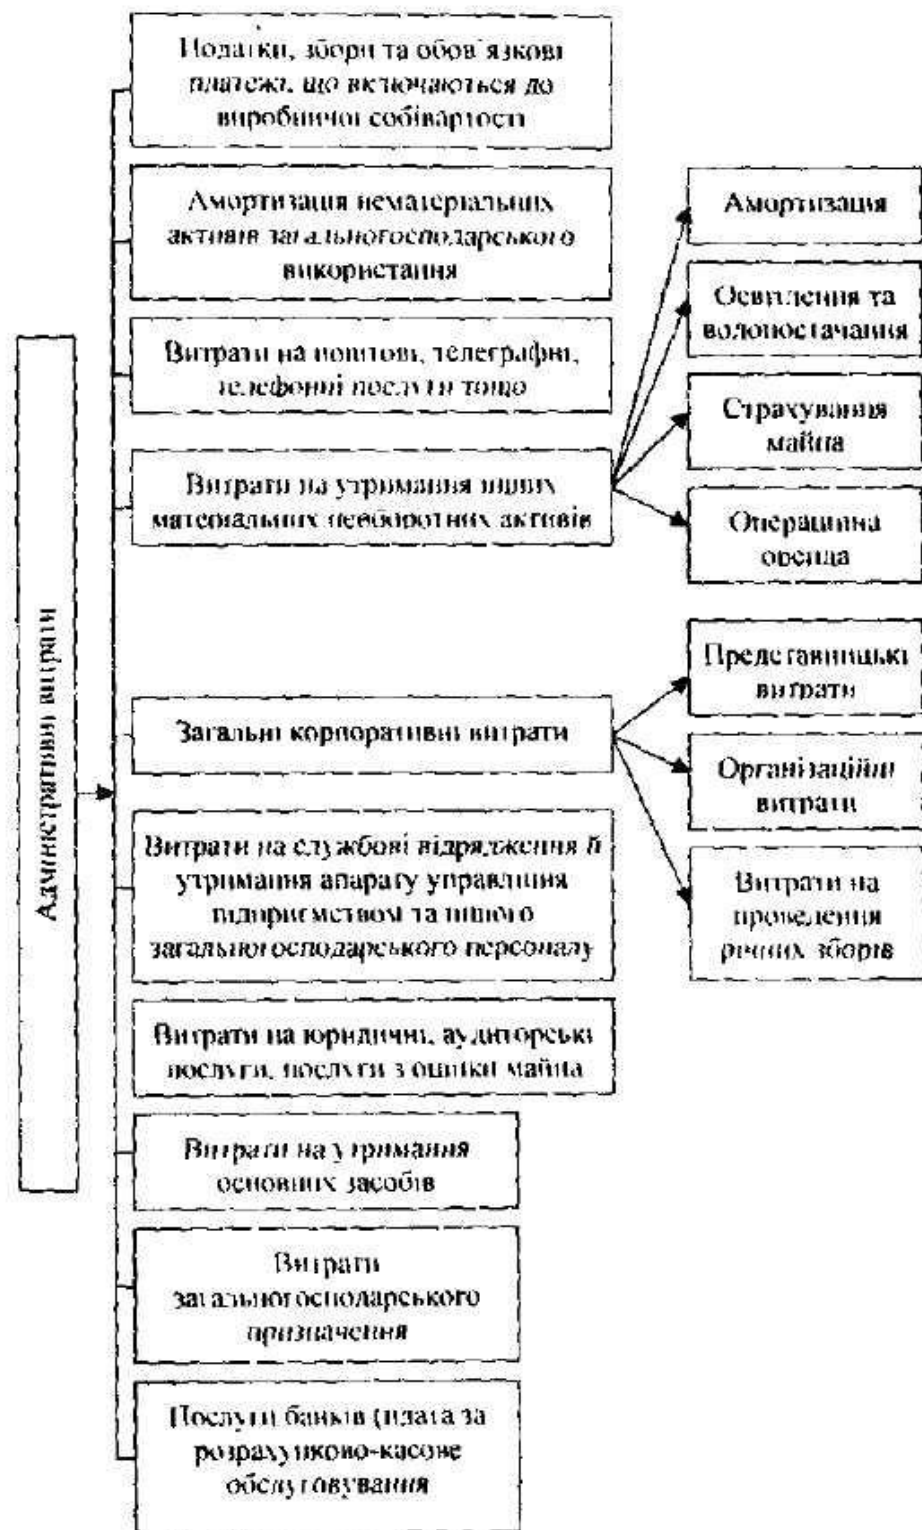 Адміністративні витрати
Податки, збори та обов'язкові
платежі, що включаються до
виробничої собівартості
Амортизація нематеріальних
активів загальногосподарського
використання
Витрати на поштові, телеграфні,
телефонні послуги тощо
Витрати на утримання інших
матеріальних необоротних активів
Амортизація
Освітлення та
водопостачання
Страхування
майна
Операційна
оренда
Загальні корпоративні витрати
Представницькі
витрати
Організаційні
витрати
Витрати на
проведення
річних зборів
Витрати на службові відрядження й
утримання апарату управління
підприємством та іншого
загальногосподарського персоналу
Витрати на юридичні, аудиторські
послуги, послуги з оцінки майна
Витрати на утримання
основних засобів
Витрати
загальногосподарського
призначення
Послуги банків (плата за
розрахунково-касове
обслуговування